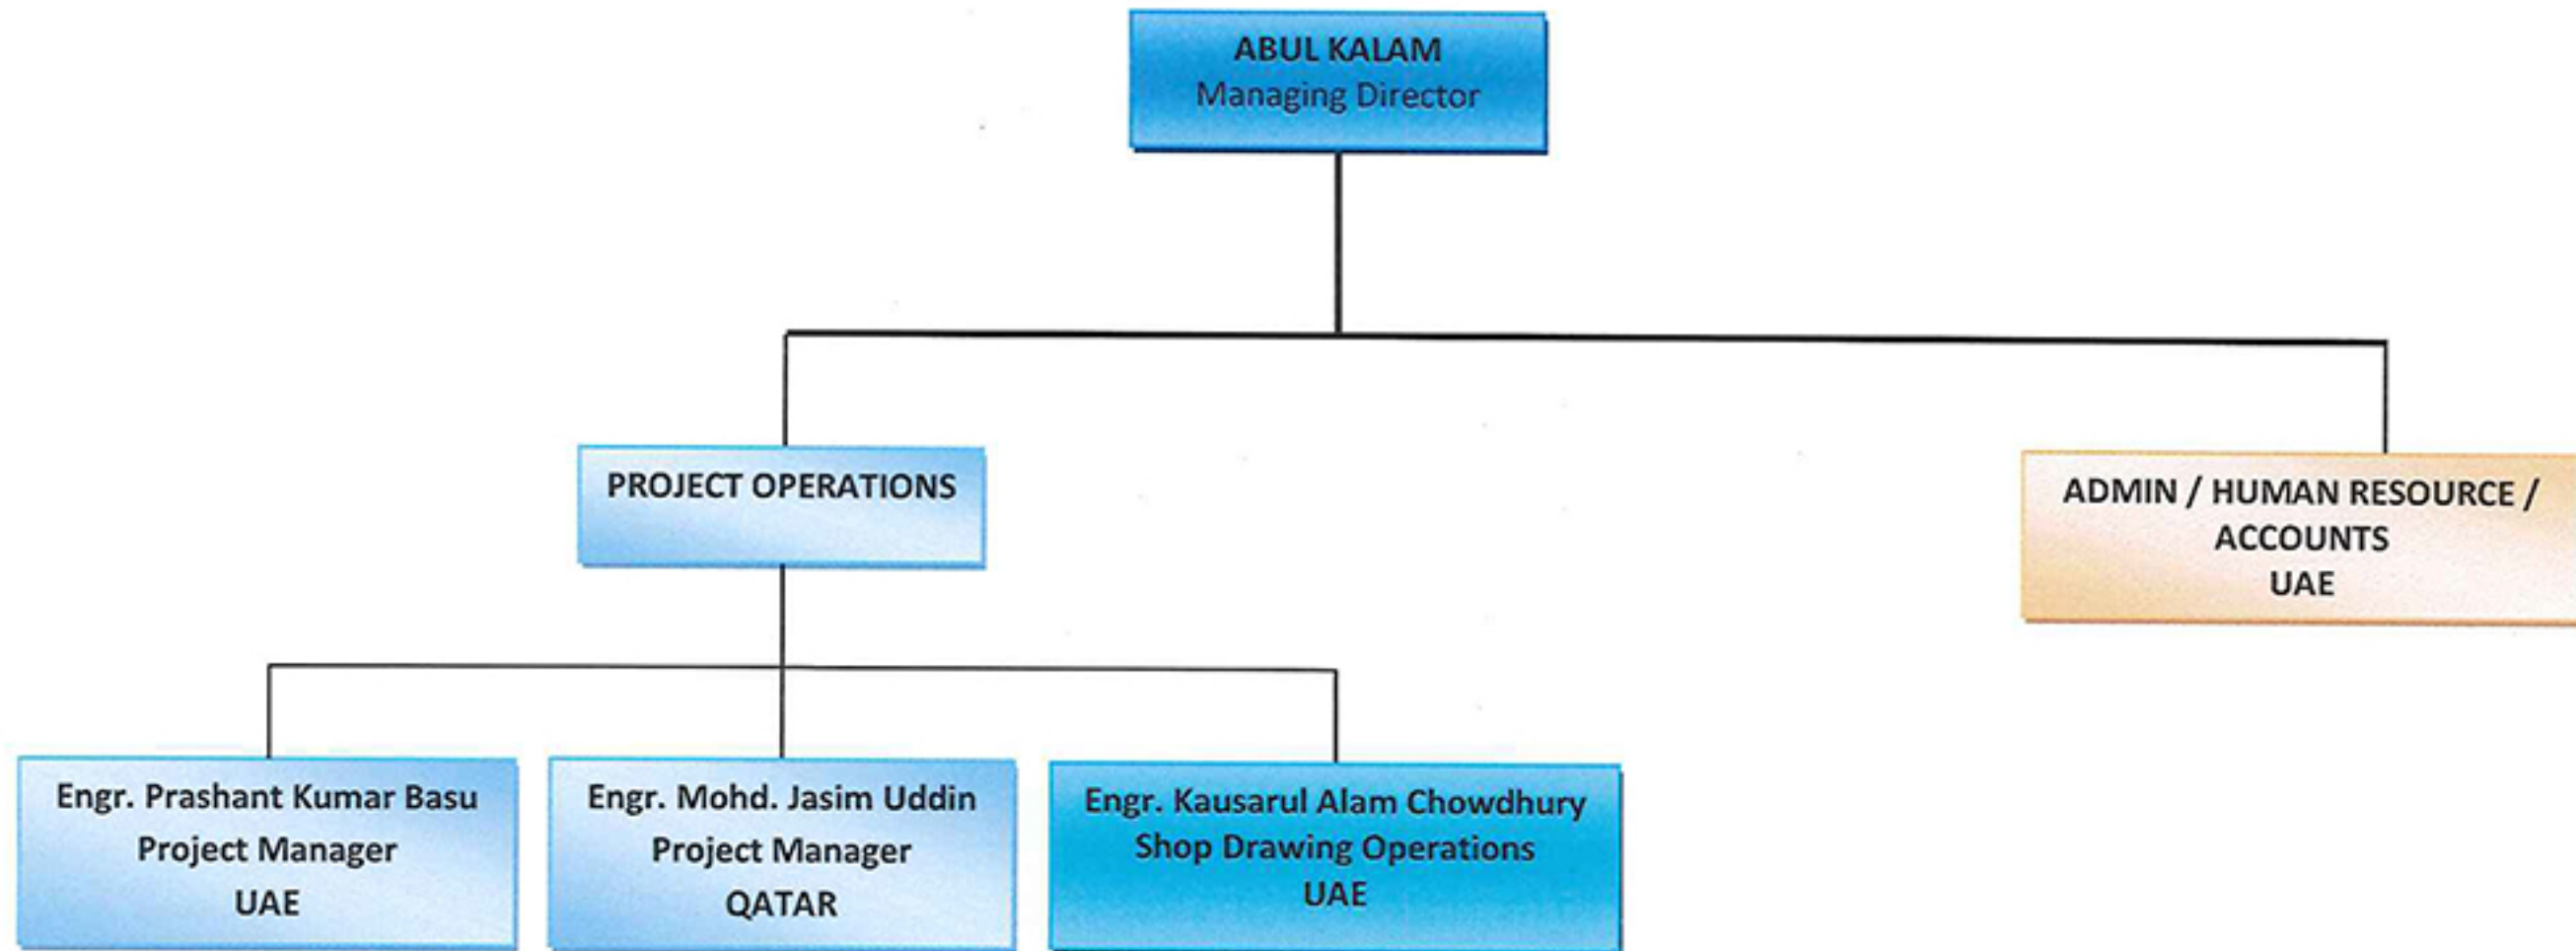 ABUL KALAM
Managing Director
PROJECT OPERATIONS
ADMIN / HUMAN RESOURCE /
ACCOUNTS
UAE
Engr. Prashant Kumar Basu
Project Manager
UAE
Engr. Mohd. Jasim Uddin
Project Manager
QATAR
Engr. Kausarul Alam Chowdhury
Shop Drawing Operations
UAE